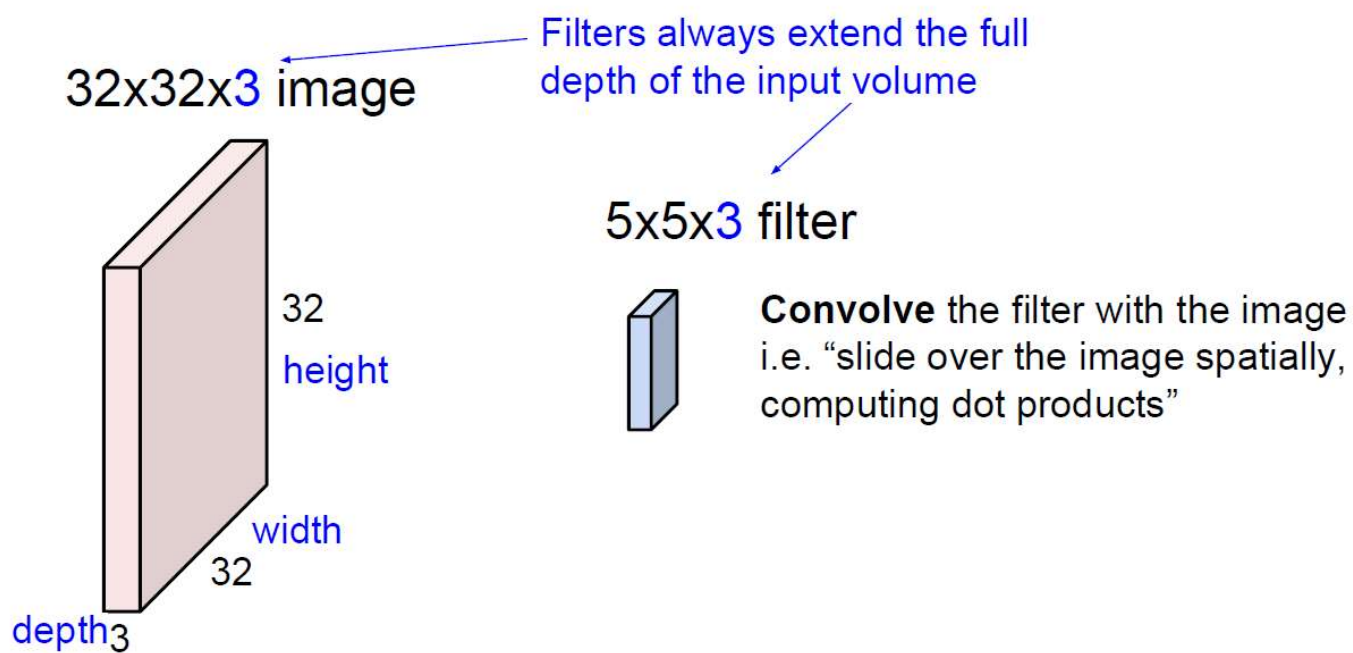 Filters always extend the full
depth of the input volume
32x32x3 image
5x5x3 filter
32
height
Convolve the filter with the image
i.e. “slide over the image spatially,
computing dot products”
width
32
depth
3